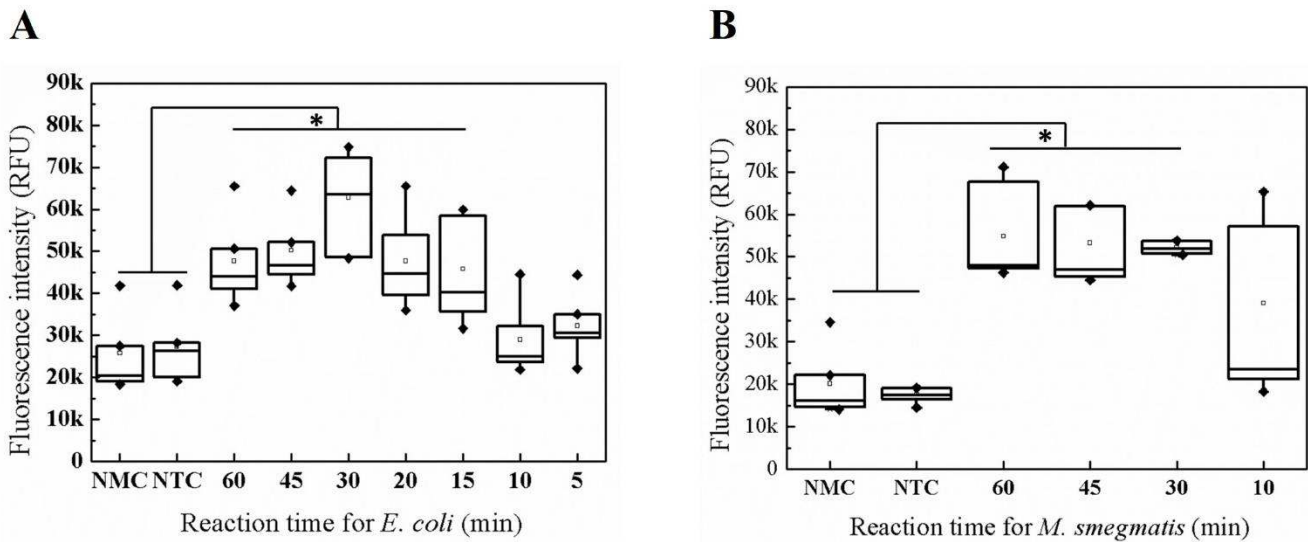 A
Fluorescence intensity (RFU)
90k
80k
70k
60k
50k
40k
30k
20k
10k
0
*
NMC NTC 60 45 30 20 15 10 5
Reaction time for E. coli (min)
B
Fluorescence intensity (RFU)
90k
80k
70k
60k
50k
40k
30k
20k
10k
0
*
NMC NTC 60 45 30 10
Reaction time for M. smegmatis (min)